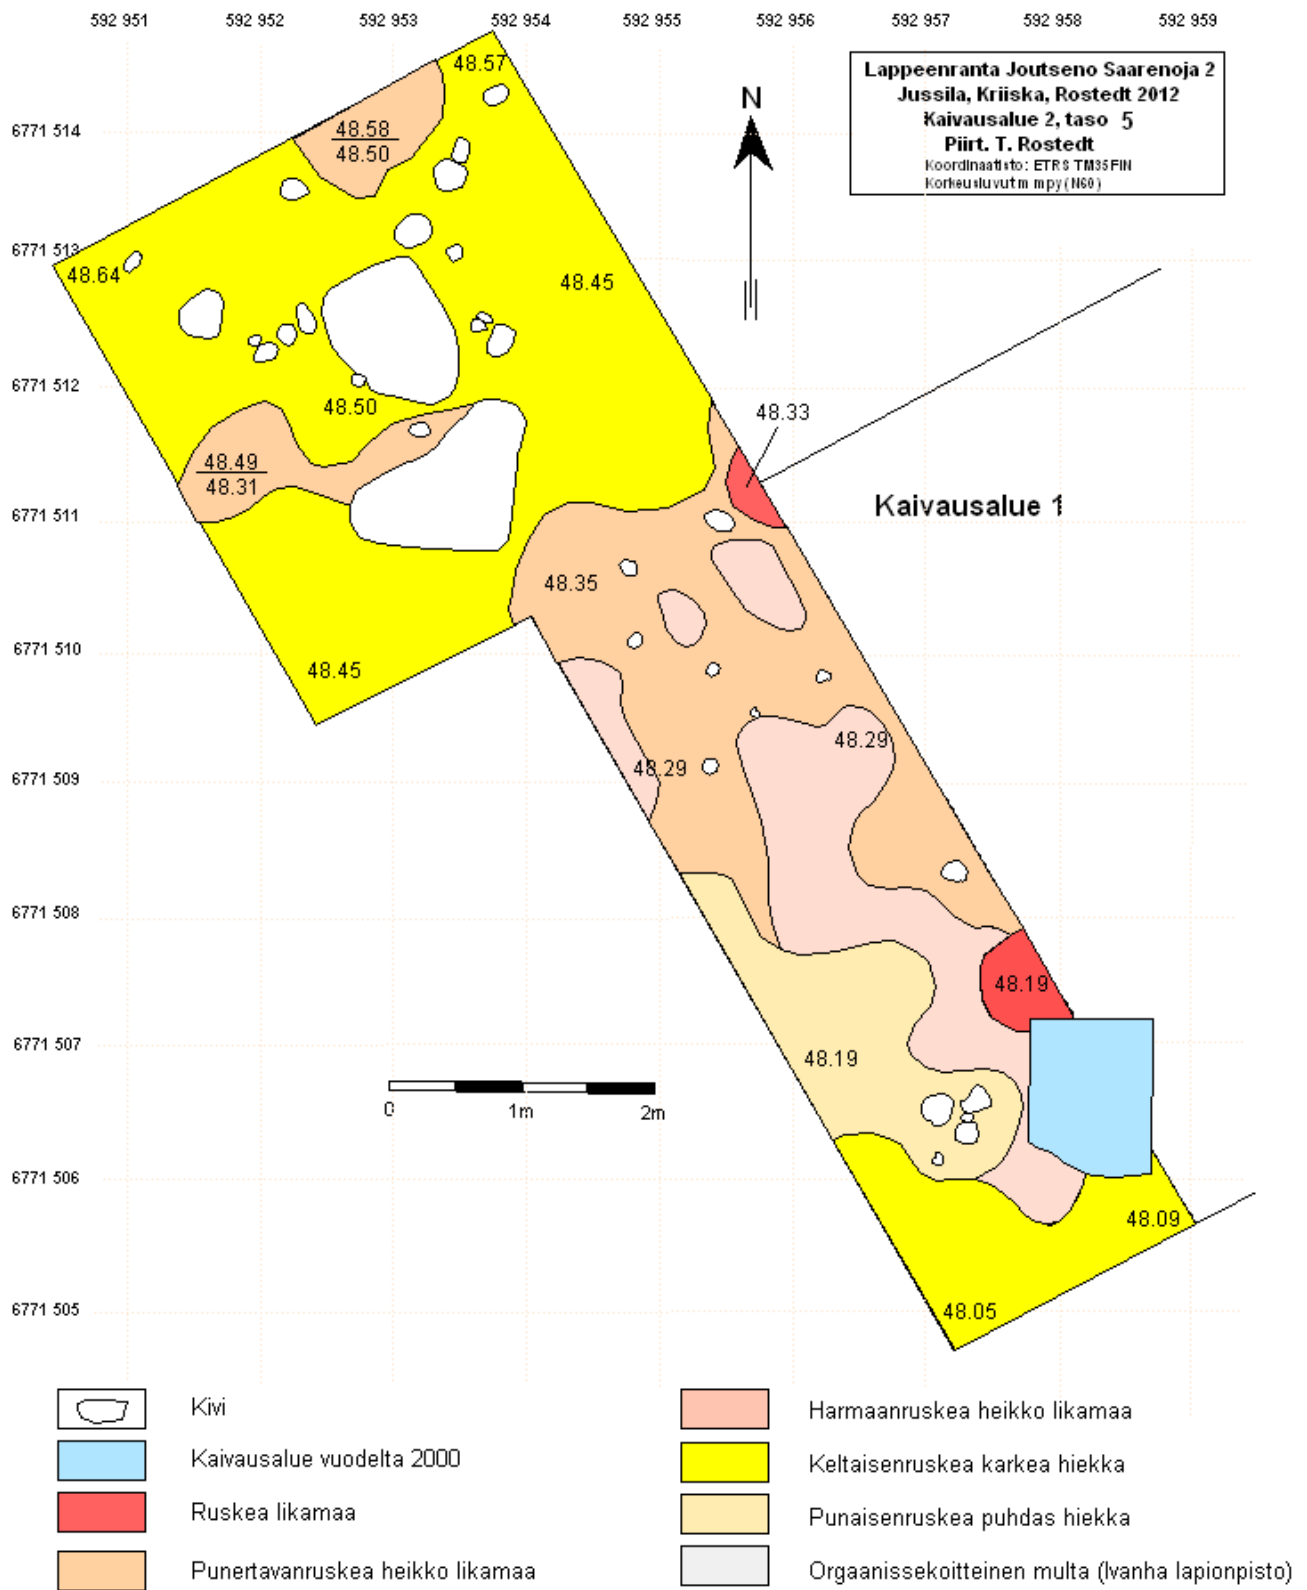 592 951 592 952 592 953 592 954 592 955 592 956 592 957 592 958 592 959
Lappeenranta Joutseno Saarenoja 2
Jussila, Kriiska, Rostedt 2012
Kaivausalue 2, taso 5
Piirt. T. Rostedt
Koordinaatisto: ETRS TM35FIN
Korkeusluvut m mpy (N60)
N
48.57
6771 514
48.58
48.50
6771 513
48.64
48.45
6771 512
48.50
48.33
48.49
48.31
6771 511
Kaivausalue 1
48.35
6771 510
48.45
48.29
48.29
6771 509
6771 508
48.19
6771 507
48.19
0 1m 2m
6771 506
48.09
6771 505
48.05
Kivi
Kaivausalue vuodelta 2000
Ruskea likamaa
Punertavanruskea heikko likamaa
Harmaanruskea heikko likamaa
Keltaisenruskea karkea hiekka
Punaisenruskea puhdas hiekka
Orgaanissekoitteinen multa (Ivanha lapionpisto)